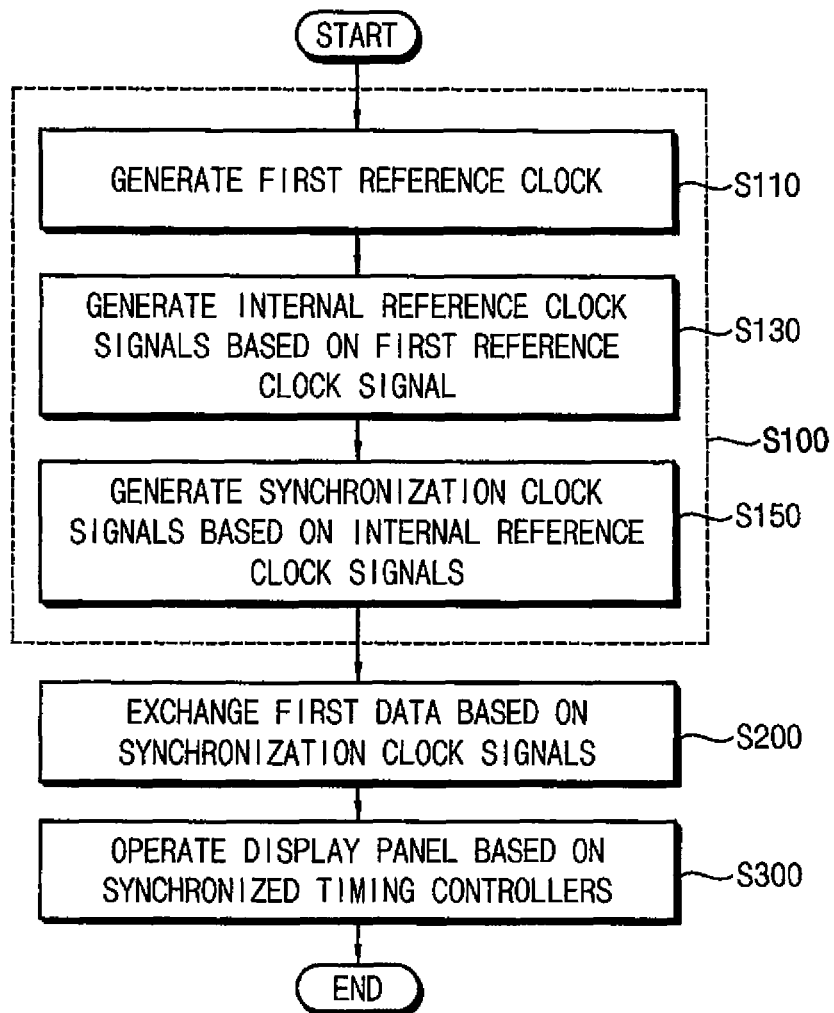 START
GENERATE FIRST REFERENCE CLOCK
S110
GENERATE INTERNAL REFERENCE CLOCK
SIGNALS BASED ON FIRST REFERENCE
CLOCK SIGNAL
S130
S100
GENERATE SYNCHRONIZATION CLOCK
SIGNALS BASED ON INTERNAL REFERENCE
CLOCK SIGNALS
S150
EXCHANGE FIRST DATA BASED ON
SYNCHRONIZATION CLOCK SIGNALS
S200
OPERATE DISPLAY PANEL BASED ON
SYNCHRONIZED TIMING CONTROLLERS
S300
END